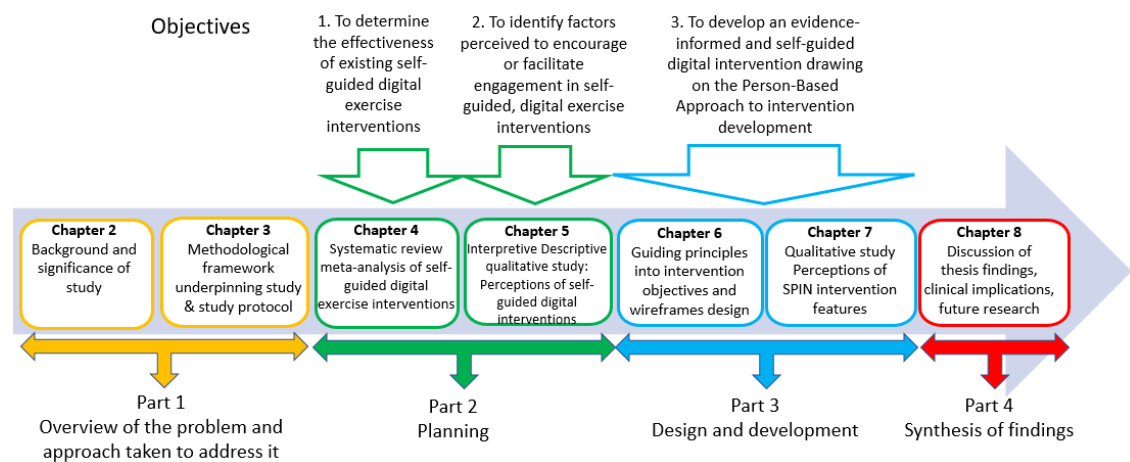 Objectives
1. To determine
the effectiveness
of existing self-
guided digital
exercise
interventions
2. To identify factors
perceived to encourage
or facilitate
engagement in self-
guided, digital exercise
interventions
3. To develop an evidence-
informed and self-guided
digital intervention drawing
on the Person-Based
Approach to intervention
development
Chapter 2
Background and
significance of
study
Chapter 3
Methodological
framework
underpinning study
& study protocol
Chapter 4
Systematic review
meta-analysis of self-
guided digital
exercise interventions
Chapter 5
Interpretive Descriptive
qualitative study:
Perceptions of self-
guided digital
interventions
Chapter 6
Guiding principles
into intervention
objectives and
wireframes design
Chapter 7
Qualitative study
Perceptions of
SPIN intervention
features
Chapter 8
Discussion of
thesis findings,
clinical implications,
future research
Part 1
Overview of the problem and
approach taken to address it
Part 2
Planning
Part 3
Design and development
Part 4
Synthesis of findings